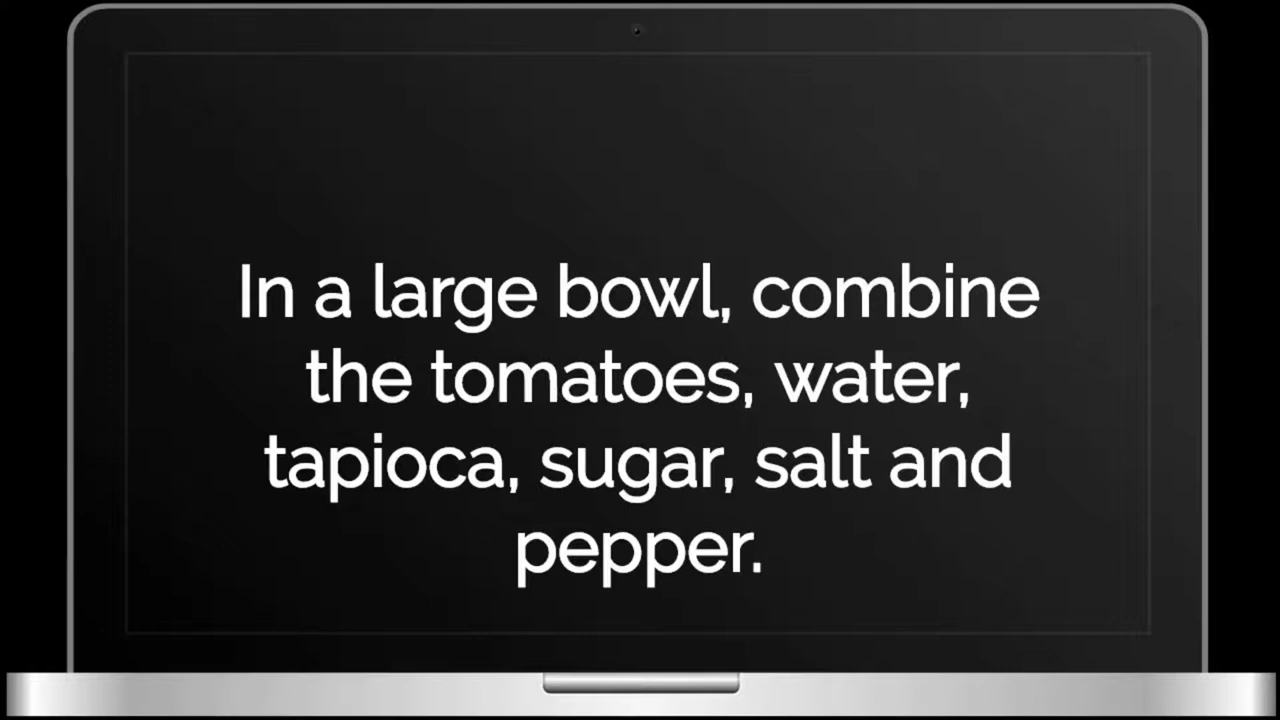 In a large bowl, combine
the tomatoes, water,
tapioca, sugar, salt and
pepper.